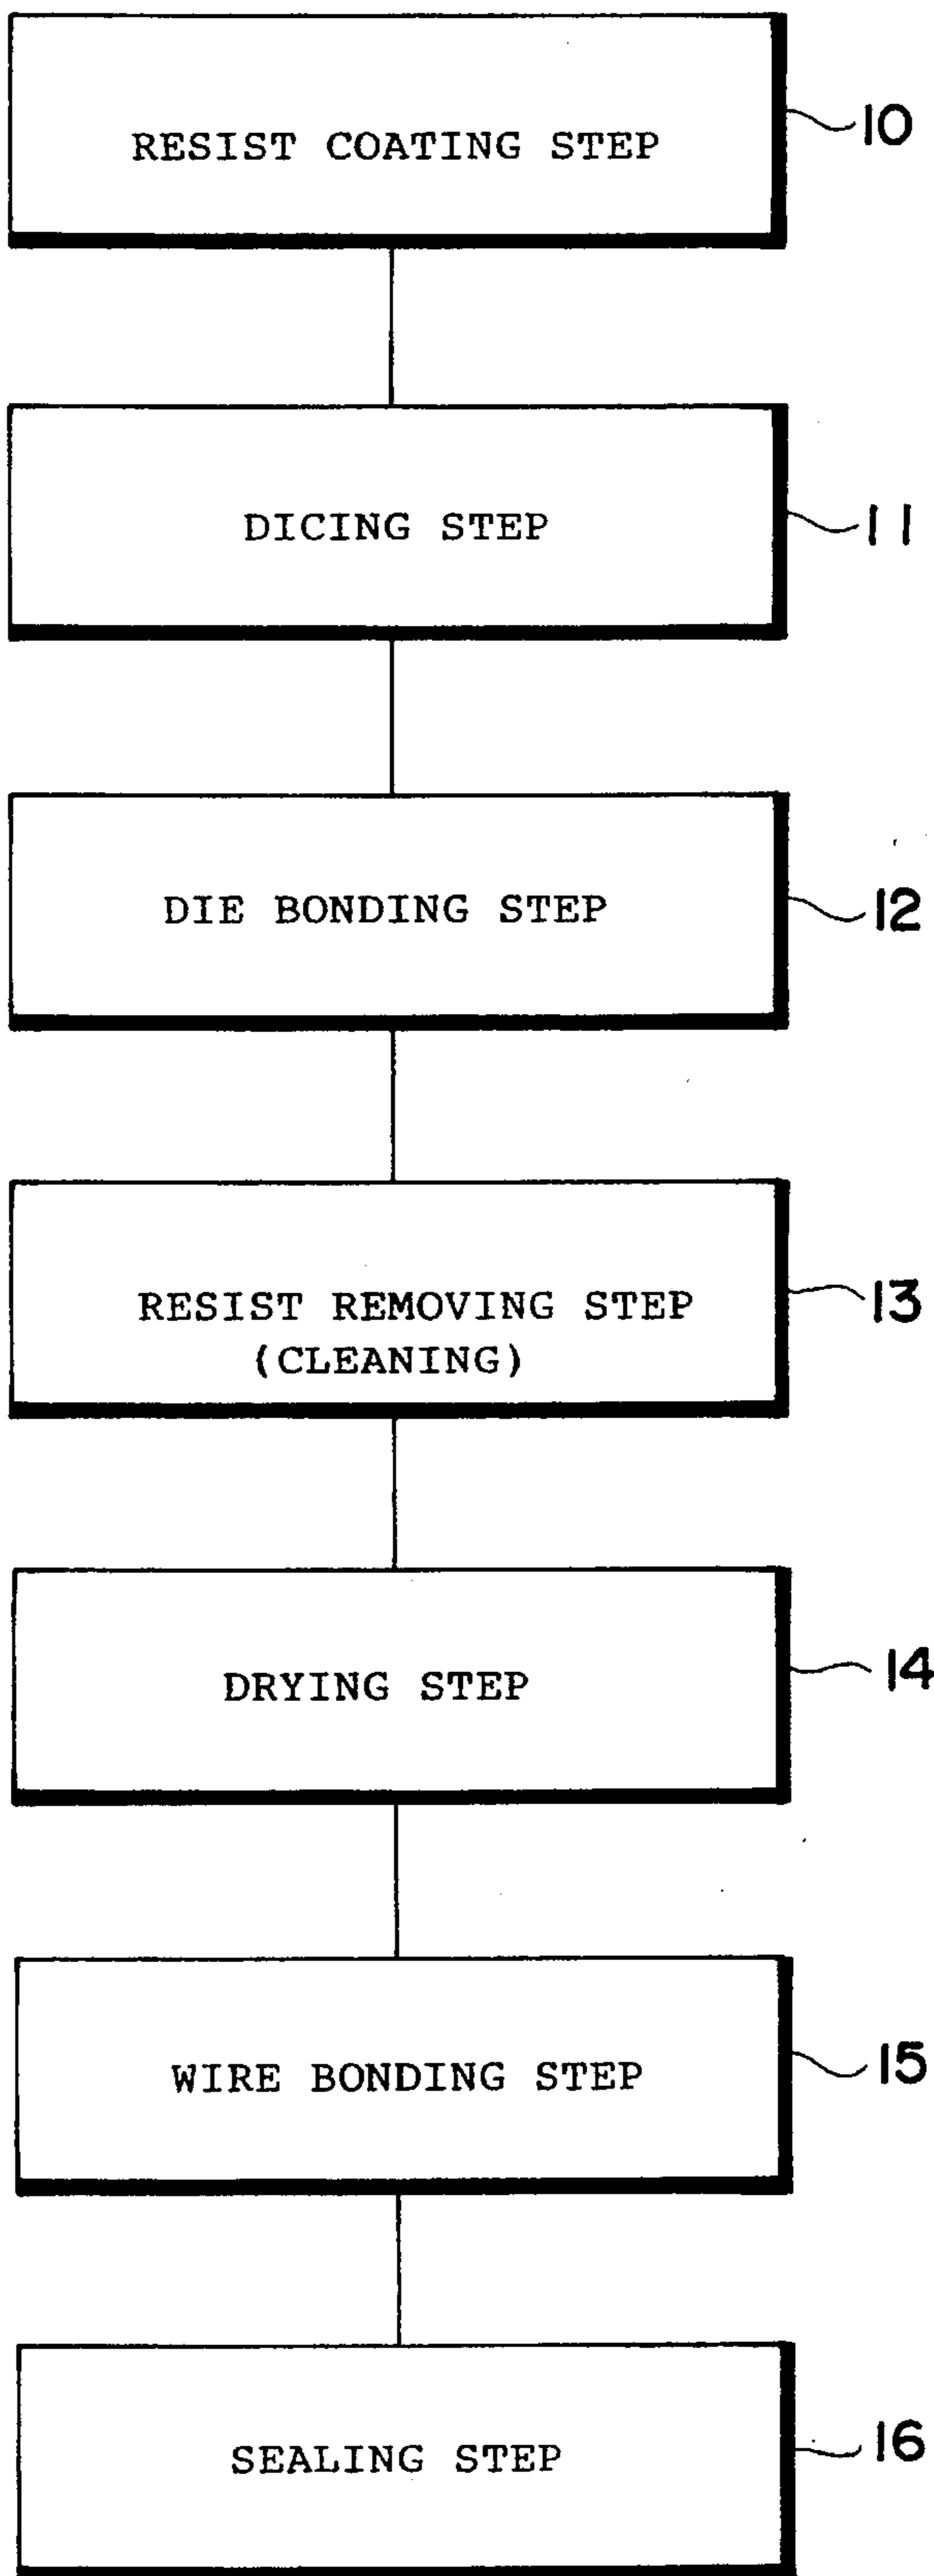 RESIST COATING STEP
10
DICING STEP
11
DIE BONDING STEP
12
RESIST REMOVING STEP
(CLEANING)
13
DRYING STEP
14
WIRE BONDING STEP
15
SEALING STEP
16